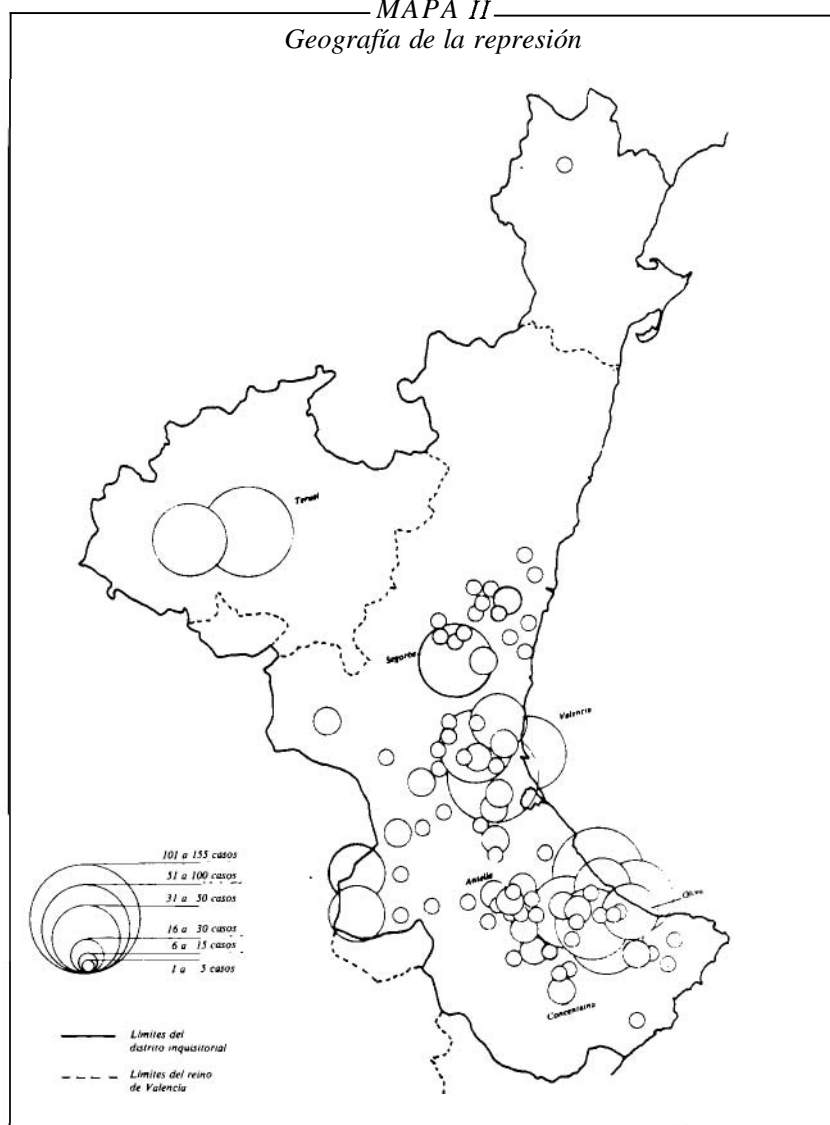 MAPA II
Geografía de la represión
Teruel
Segorbe
Valencia
Antella
Oliva
Concentaina
101 a 155 casos
51 a 100 casos
31 a 50 casos
16 a 30 casos
6 a 15 casos
1 a 5 casos
Límites del
distrito inquisitorial
Límites del reino
de Valencia